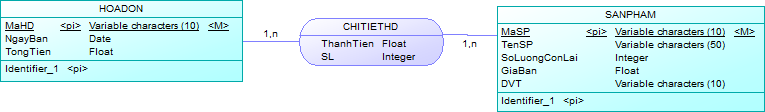 HOADON
MaHD <pi> Variable characters (10) <M>
NgayBan Date
TongTien Float
Identifier_1 <pi>
1,n
CHITIETHD
ThanhTien Float
SL Integer
1,n
SANPHAM
MaSP <pi> Variable characters (10) <M>
TenSP Variable characters (50)
SoLuongConLai Integer
GiaBan Float
DVT Variable characters (10)
Identifier_1 <pi>